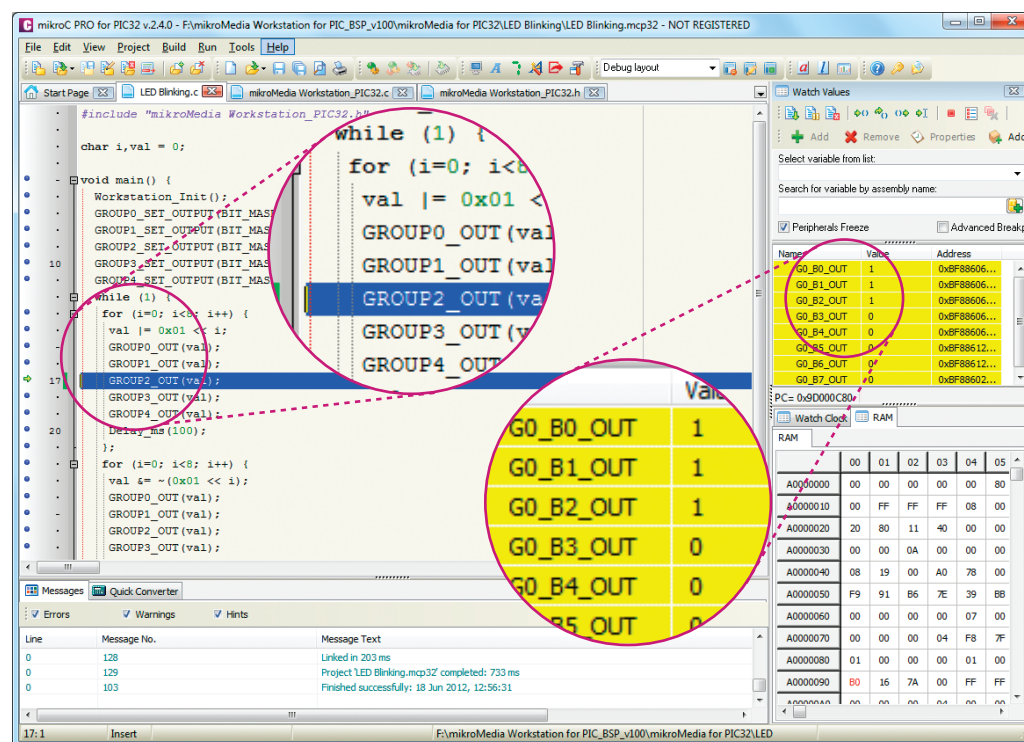 mikroC PRO for PIC32 v.2.4.0 - F:\mikroMedia Workstation for PIC_BSP_v100\mikroMedia for PIC32\LED Blinking\LED Blinking.mcp32 - NOT REGISTERED
File Edit View Project Build Run Tools Help
Debug layout
Start Page LED Blinking.c mikroMedia Workstation_PIC32.c mikroMedia Workstation_PIC32.h
#include "mikroMedia Workstation_PIC32.h"
char i,val = 0;
void main() {
Workstation_Init();
GROUP0_SET_OUTPUT(BIT_MAS
GROUP1_SET_OUTPUT(BIT_MAS
GROUP2_SET_OUTPUT(BIT_MAS
10 GROUP3_SET_OUTPUT(BIT_MAS
GROUP4_SET_OUTPUT(BIT_MAS
while (1) {
for (i=0; i<8; i++) {
val |= 0x01 << i;
GROUP0_OUT(val);
GROUP1_OUT(val);
17 GROUP2_OUT(val);
GROUP3_OUT(val);
GROUP4_OUT(val);
20 Delay_ms(100);
};
for (i=0; i<8; i++) {
val &= ~(0x01 << i);
GROUP0_OUT(val);
GROUP1_OUT(val);
GROUP2_OUT(val);
GROUP3_OUT(val);
while (1) {
for (i=0; i<8
val |= 0x01 <
GROUP0_OUT(val
GROUP1_OUT(val
GROUP2_OUT(va
GROUP3_OUT(v
GROUP4_OUT
Value
G0_B0_OUT 1
G0_B1_OUT 1
G0_B2_OUT 1
G0_B3_OUT 0
G0_B4_OUT 0
B5_OUT 0
Watch Values
Add Remove Properties Add
Select variable from list:
Search for variable by assembly name:
Peripherals Freeze Advanced Breakp
Name Value Address
G0_B0_OUT 1 0xBF88606...
G0_B1_OUT 1 0xBF88606...
G0_B2_OUT 1 0xBF88606...
G0_B3_OUT 0 0xBF88606...
G0_B4_OUT 0 0xBF88606...
G0_B5_OUT 0 0xBF88612...
G0_B6_OUT 0 0xBF88612...
G0_B7_OUT 0 0xBF88602...
PC= 0x9D000C80
Watch Clock RAM
RAM
00 01 02 03 04 05
A0000000 00 00 00 00 00 80
A0000010 00 FF FF FF 08 00
A0000020 20 80 11 40 00 00
A0000030 00 00 0A 00 00 00
A0000040 08 19 00 A0 78 00
A0000050 F9 91 B6 7E 39 BB
A0000060 00 00 00 00 07 00
A0000070 00 00 00 04 F8 7F
A0000080 01 00 00 00 01 00
A0000090 B0 16 7A 00 FF FF
A00000A0 00 00 00 04 00 00
Messages Quick Converter
Errors Warnings Hints
Line Message No. Message Text
0 128 Linked in 203 ms
0 129 Project 'LED Blinking.mcp32' completed: 733 ms
0 103 Finished successfully: 18 Jun 2012, 12:56:31
17: 1 Insert F:\mikroMedia Workstation for PIC_BSP_v100\mikroMedia for PIC32\LED